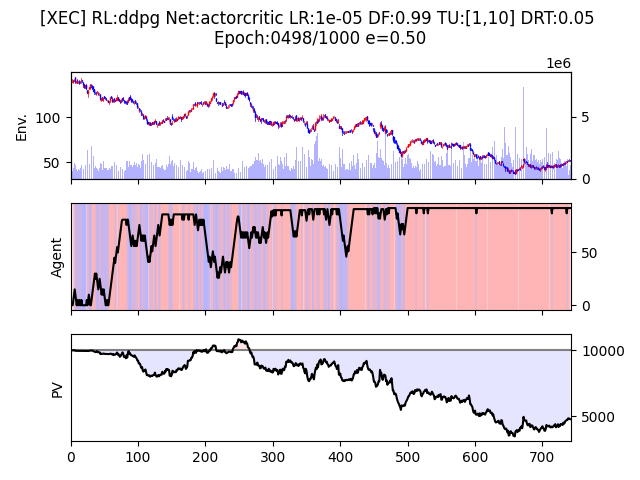 [XEC] RL:ddpg Net:actorcritic LR:1e-05 DF:0.99 TU:[1,10] DRT:0.05
Epoch:0498/1000 e=0.50
1e6
Env.
100
50
5
0
Agent
50
0
PV
10000
5000
0 100 200 300 400 500 600 700